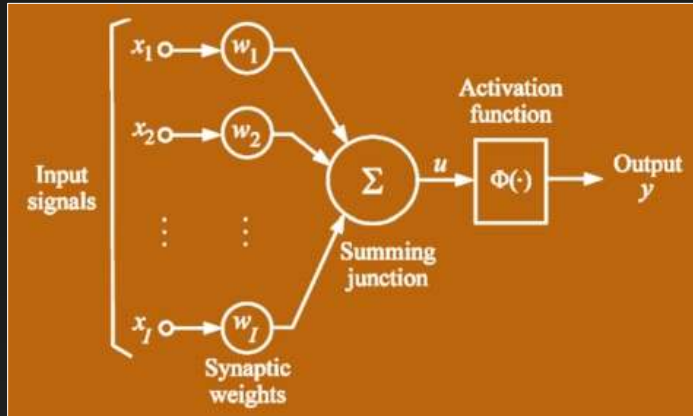 x1
w1
Activation
function
x2
w2
Input
signals
Σ
u
Φ(·)
Output
y
⋮
⋮
Summing
junction
xI
wI
Synaptic
weights